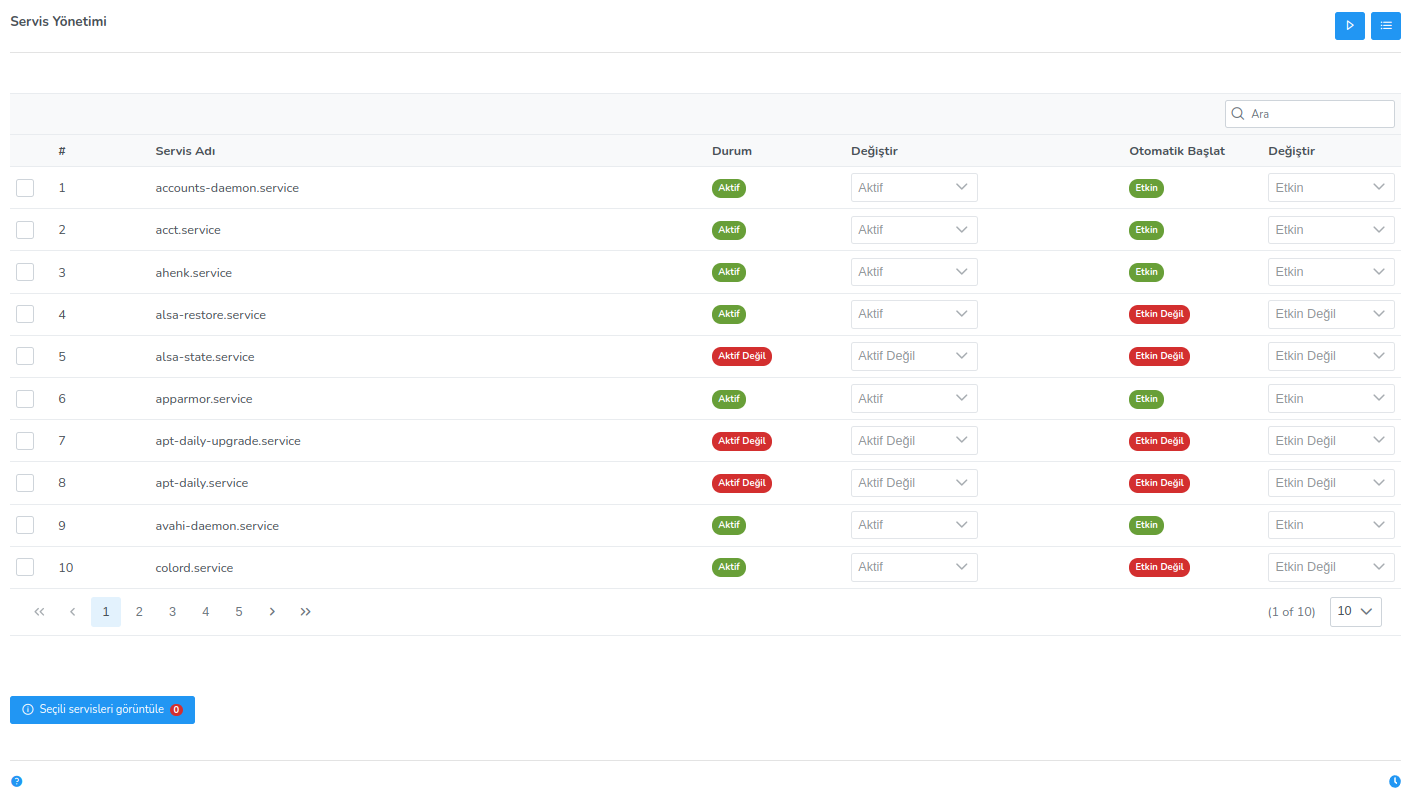 Servis Yönetimi
Ara
# Servis Adı Durum Değiştir Otomatik Başlat Değiştir
1 accounts-daemon.service Aktif Aktif Etkin Etkin
2 acct.service Aktif Aktif Etkin Etkin
3 ahenk.service Aktif Aktif Etkin Etkin
4 alsa-restore.service Aktif Aktif Etkin Değil Etkin Değil
5 alsa-state.service Aktif Değil Aktif Değil Etkin Değil Etkin Değil
6 apparmor.service Aktif Aktif Etkin Etkin
7 apt-daily-upgrade.service Aktif Değil Aktif Değil Etkin Değil Etkin Değil
8 apt-daily.service Aktif Değil Aktif Değil Etkin Değil Etkin Değil
9 avahi-daemon.service Aktif Aktif Etkin Etkin
10 colord.service Aktif Aktif Etkin Değil Etkin Değil
1 2 3 4 5 (1 of 10) 10
Seçili servisleri görüntüle 0